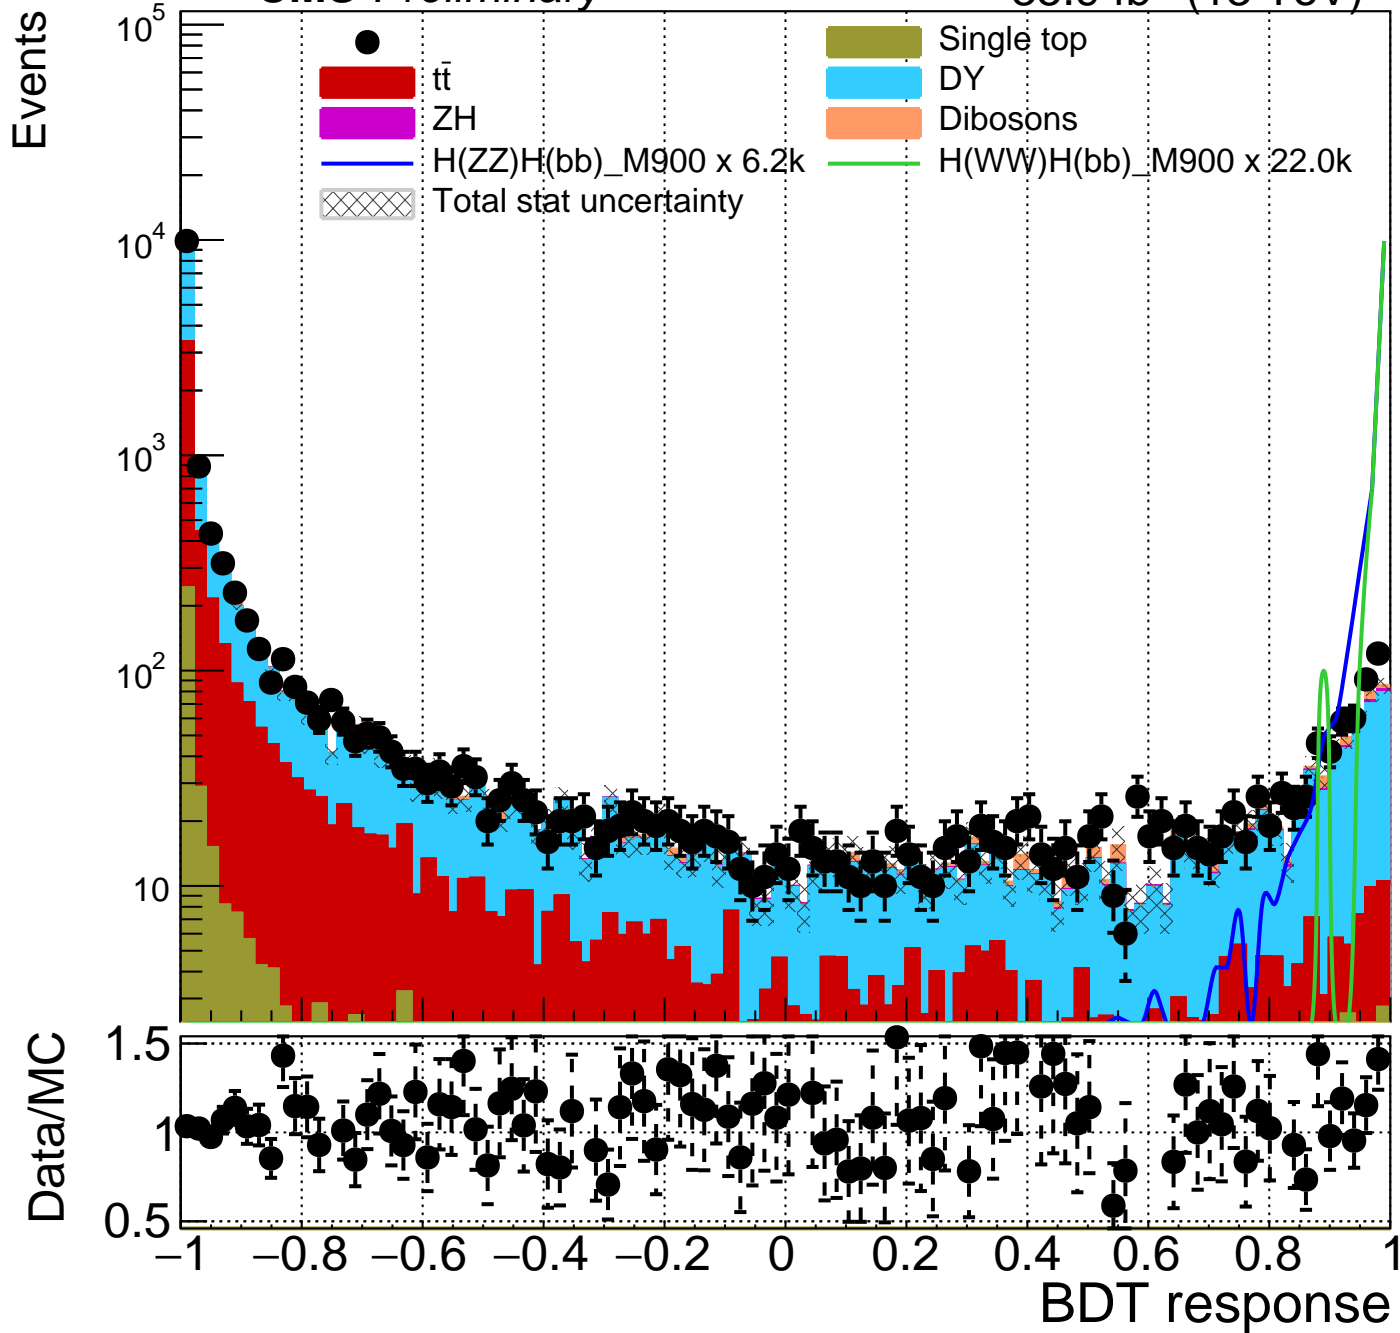 10^5
Events
Single top
tt̄
DY
ZH
Dibosons
H(ZZ)H(bb)_M900 x 6.2k
H(WW)H(bb)_M900 x 22.0k
Total stat uncertainty
10^4
10^3
10^2
10
1.5
1
0.5
Data/MC
−1 −0.8 −0.6 −0.4 −0.2 0 0.2 0.4 0.6 0.8 1
BDT response